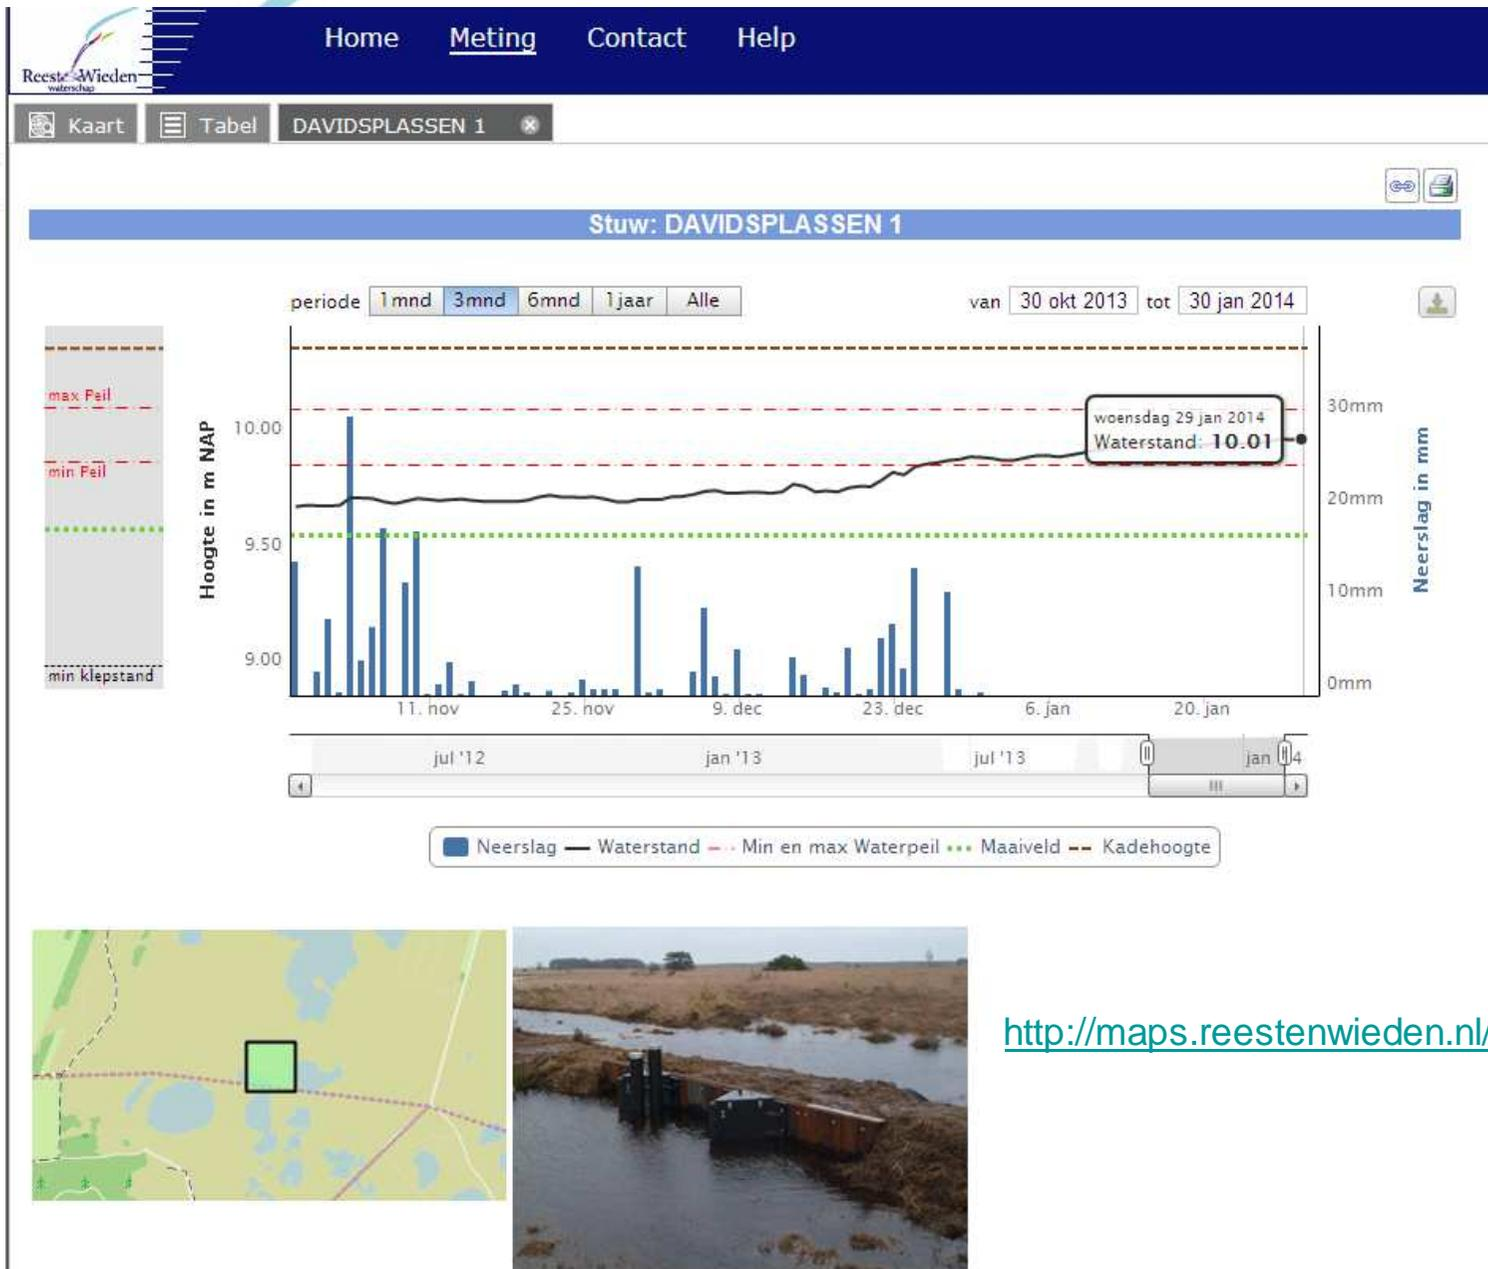 Home Meting Contact Help
Reest & Wieden
waterschap
Kaart Tabel DAVIDSPLASSEN 1
Stuw: DAVIDSPLASSEN 1
periode 1mnd 3mnd 6mnd 1jaar Alle van 30 okt 2013 tot 30 jan 2014
max Peil
min Peil
min klepstand
Hoogte in m NAP
10.00
9.50
9.00
woensdag 29 jan 2014
Waterstand: 10.01
30mm
20mm
10mm
0mm
Neerslag in mm
11. nov 25. nov 9. dec 23. dec 6. jan 20. jan
jul '12 jan '13 jul '13 jan 4
Neerslag Waterstand Min en max Waterpeil Maaiveld Kadehoogte
http://maps.reestenwieden.nl/